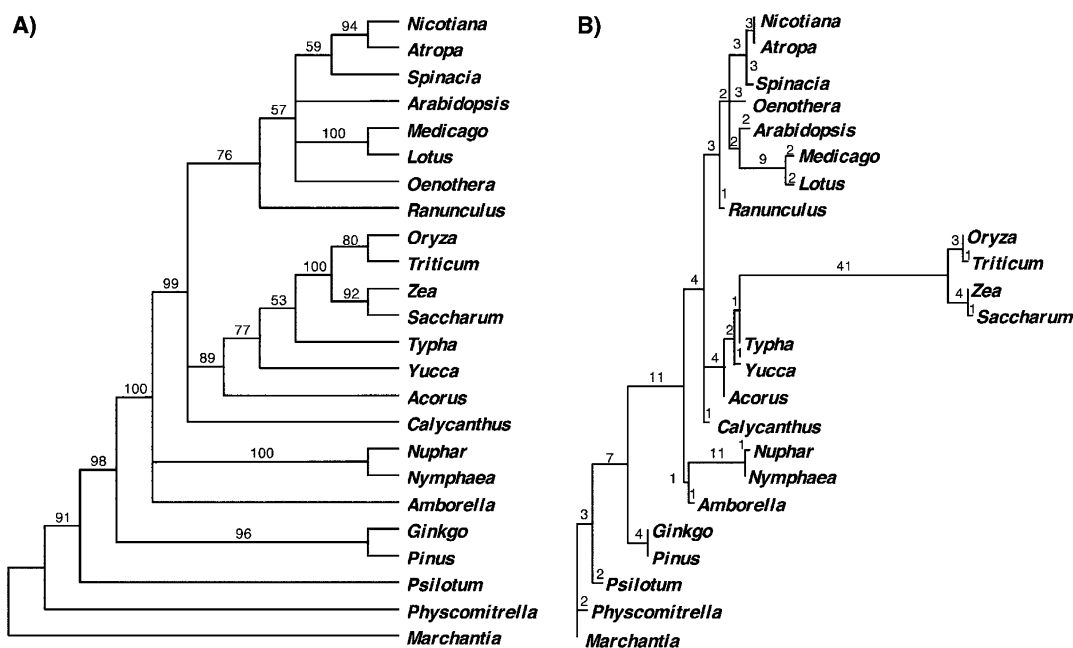 A)
94
Nicotiana
Atropa
59
Spinacia
57
Arabidopsis
100
Medicago
Lotus
76
Oenothera
Ranunculus
80
Oryza
Triticum
100
92
Zea
Saccharum
99
53
Typha
77
Yucca
89
Acorus
100
Calycanthus
100
Nuphar
Nymphaea
98
Amborella
96
Ginkgo
Pinus
91
Psilotum
Physcomitrella
Marchantia
B)
3
Nicotiana
3
Atropa
3
Spinacia
2
3
Oenothera
2
Arabidopsis
2
3
9
2
Medicago
2
Lotus
1
Ranunculus
3
Oryza
1
Triticum
41
4
Zea
1
Saccharum
4
1
2
Typha
1
Yucca
4
Acorus
11
1
Calycanthus
1
Nuphar
11
Nymphaea
7
1
1
Amborella
4
Ginkgo
Pinus
3
2
Psilotum
2
Physcomitrella
Marchantia